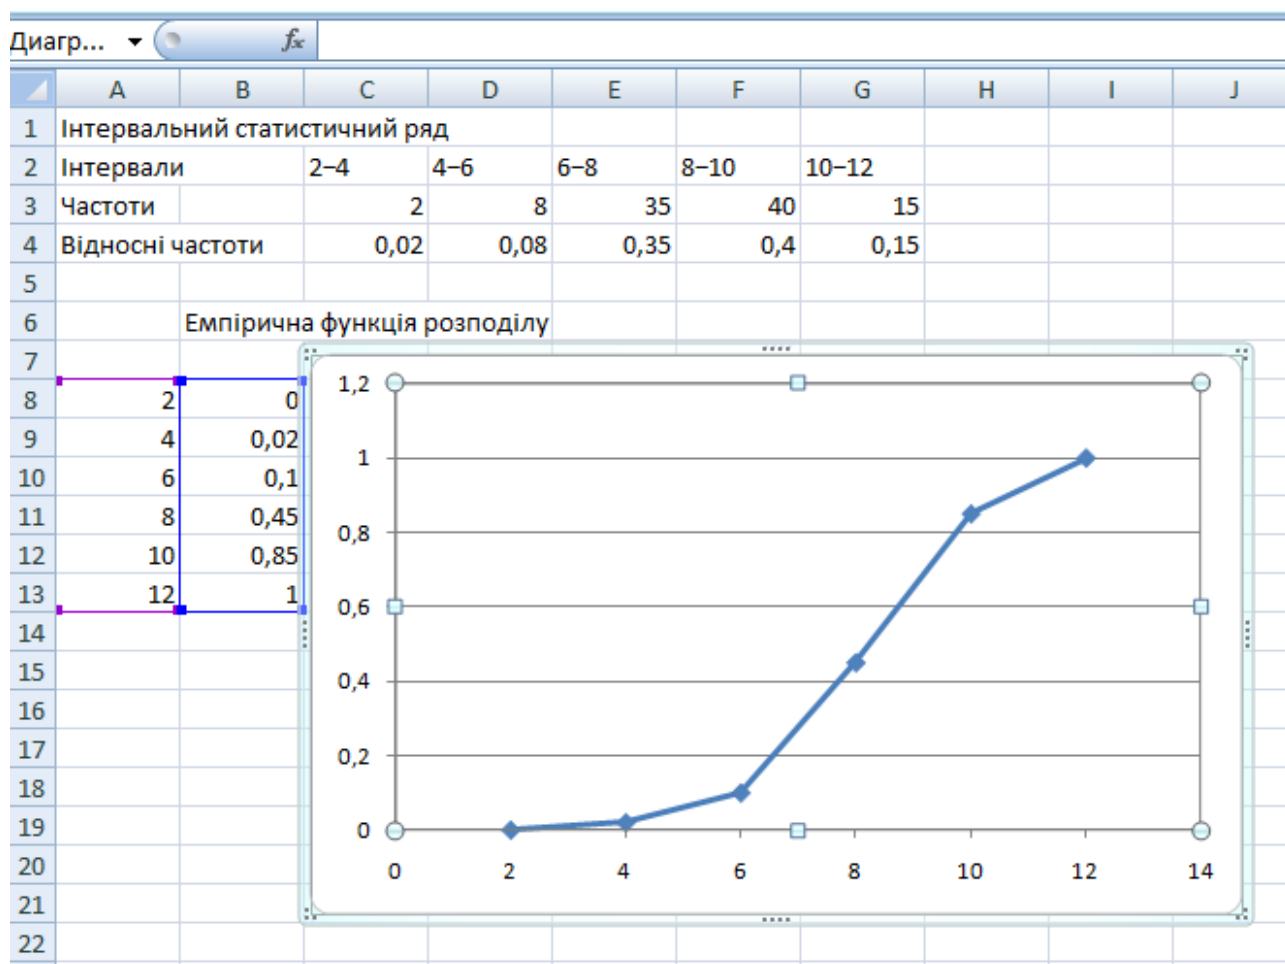 Диагр... fx
A B C D E F G H I J
1 Інтервальний статистичний ряд
2 Інтервали 2–4 4–6 6–8 8–10 10–12
3 Частоти 2 8 35 40 15
4 Відносні частоти 0,02 0,08 0,35 0,4 0,15
5
6 Емпірична функція розподілу
7
8 2 0
9 4 0,02
10 6 0,1
11 8 0,45
12 10 0,85
13 12 1
14
15
16
17
18
19
20
21
22
1,2
1
0,8
0,6
0,4
0,2
0
0 2 4 6 8 10 12 14